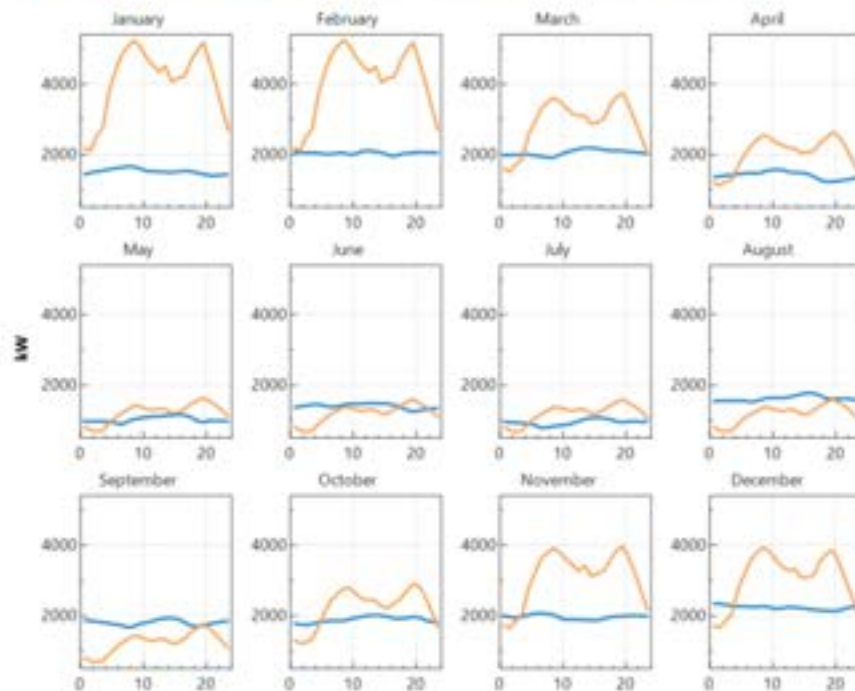 January February March April
4000 4000 4000 4000
2000 2000 2000 2000
0 10 20 0 10 20 0 10 20 0 10 20
May June July August
4000 4000 4000 4000
kW
2000 2000 2000 2000
0 10 20 0 10 20 0 10 20 0 10 20
September October November December
4000 4000 4000 4000
2000 2000 2000 2000
0 10 20 0 10 20 0 10 20 0 10 20